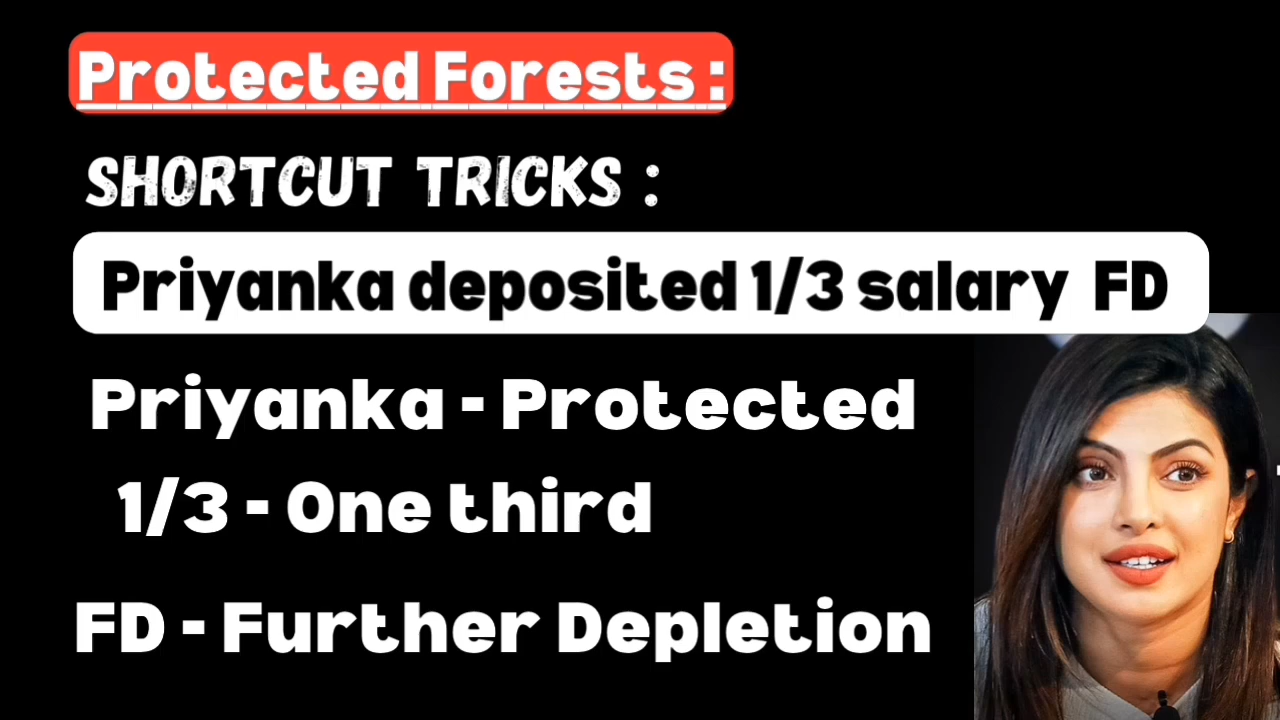 Protected Forests :
SHORTCUT TRICKS :
Priyanka deposited 1/3 salary FD
Priyanka - Protected
1/3 - One third
FD - Further Depletion